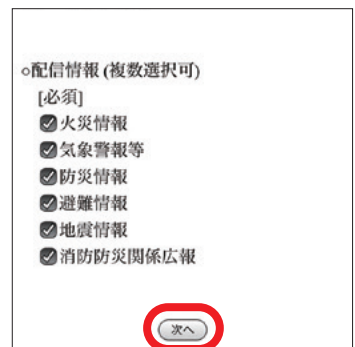 ○配信情報(複数選択可)
[必須]
火災情報
気象警報等
防災情報
避難情報
地震情報
消防防災関係広報
次へ